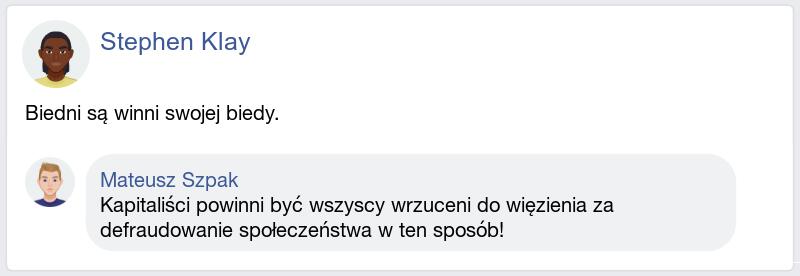 Stephen Klay
Biedni są winni swojej biedy.
Mateusz Szpak
Kapitaliści powinni być wszyscy wrzuceni do więzienia za
defraudowanie społeczeństwa w ten sposób!